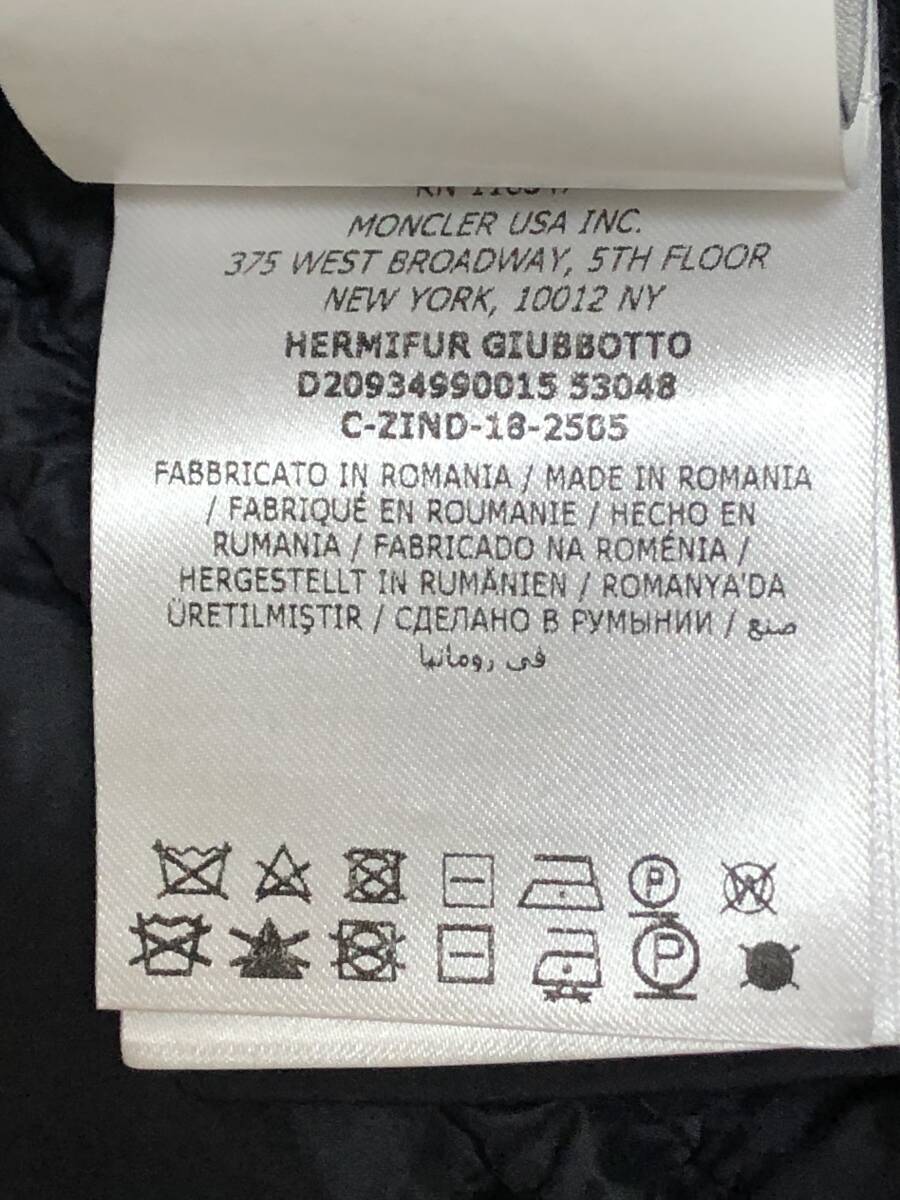 MONCLER USA INC.
375 WEST BROADWAY, 5TH FLOOR
NEW YORK, 10012 NY
HERMIFUR GIUBBOTTO
D20934990015 53048
C-ZIND-18-2505
FABBRICATO IN ROMANIA / MADE IN ROMANIA
/ FABRIQUÉ EN ROUMANIE / HECHO EN
RUMANIA / FABRICADO NA ROMÉNIA /
HERGESTELLT IN RUMÄNIEN / ROMANYA'DA
ÜRETILMIŞTIR / СДЕЛАНО В РУМЫНИИ / صنع
في رومانيا
P W
P